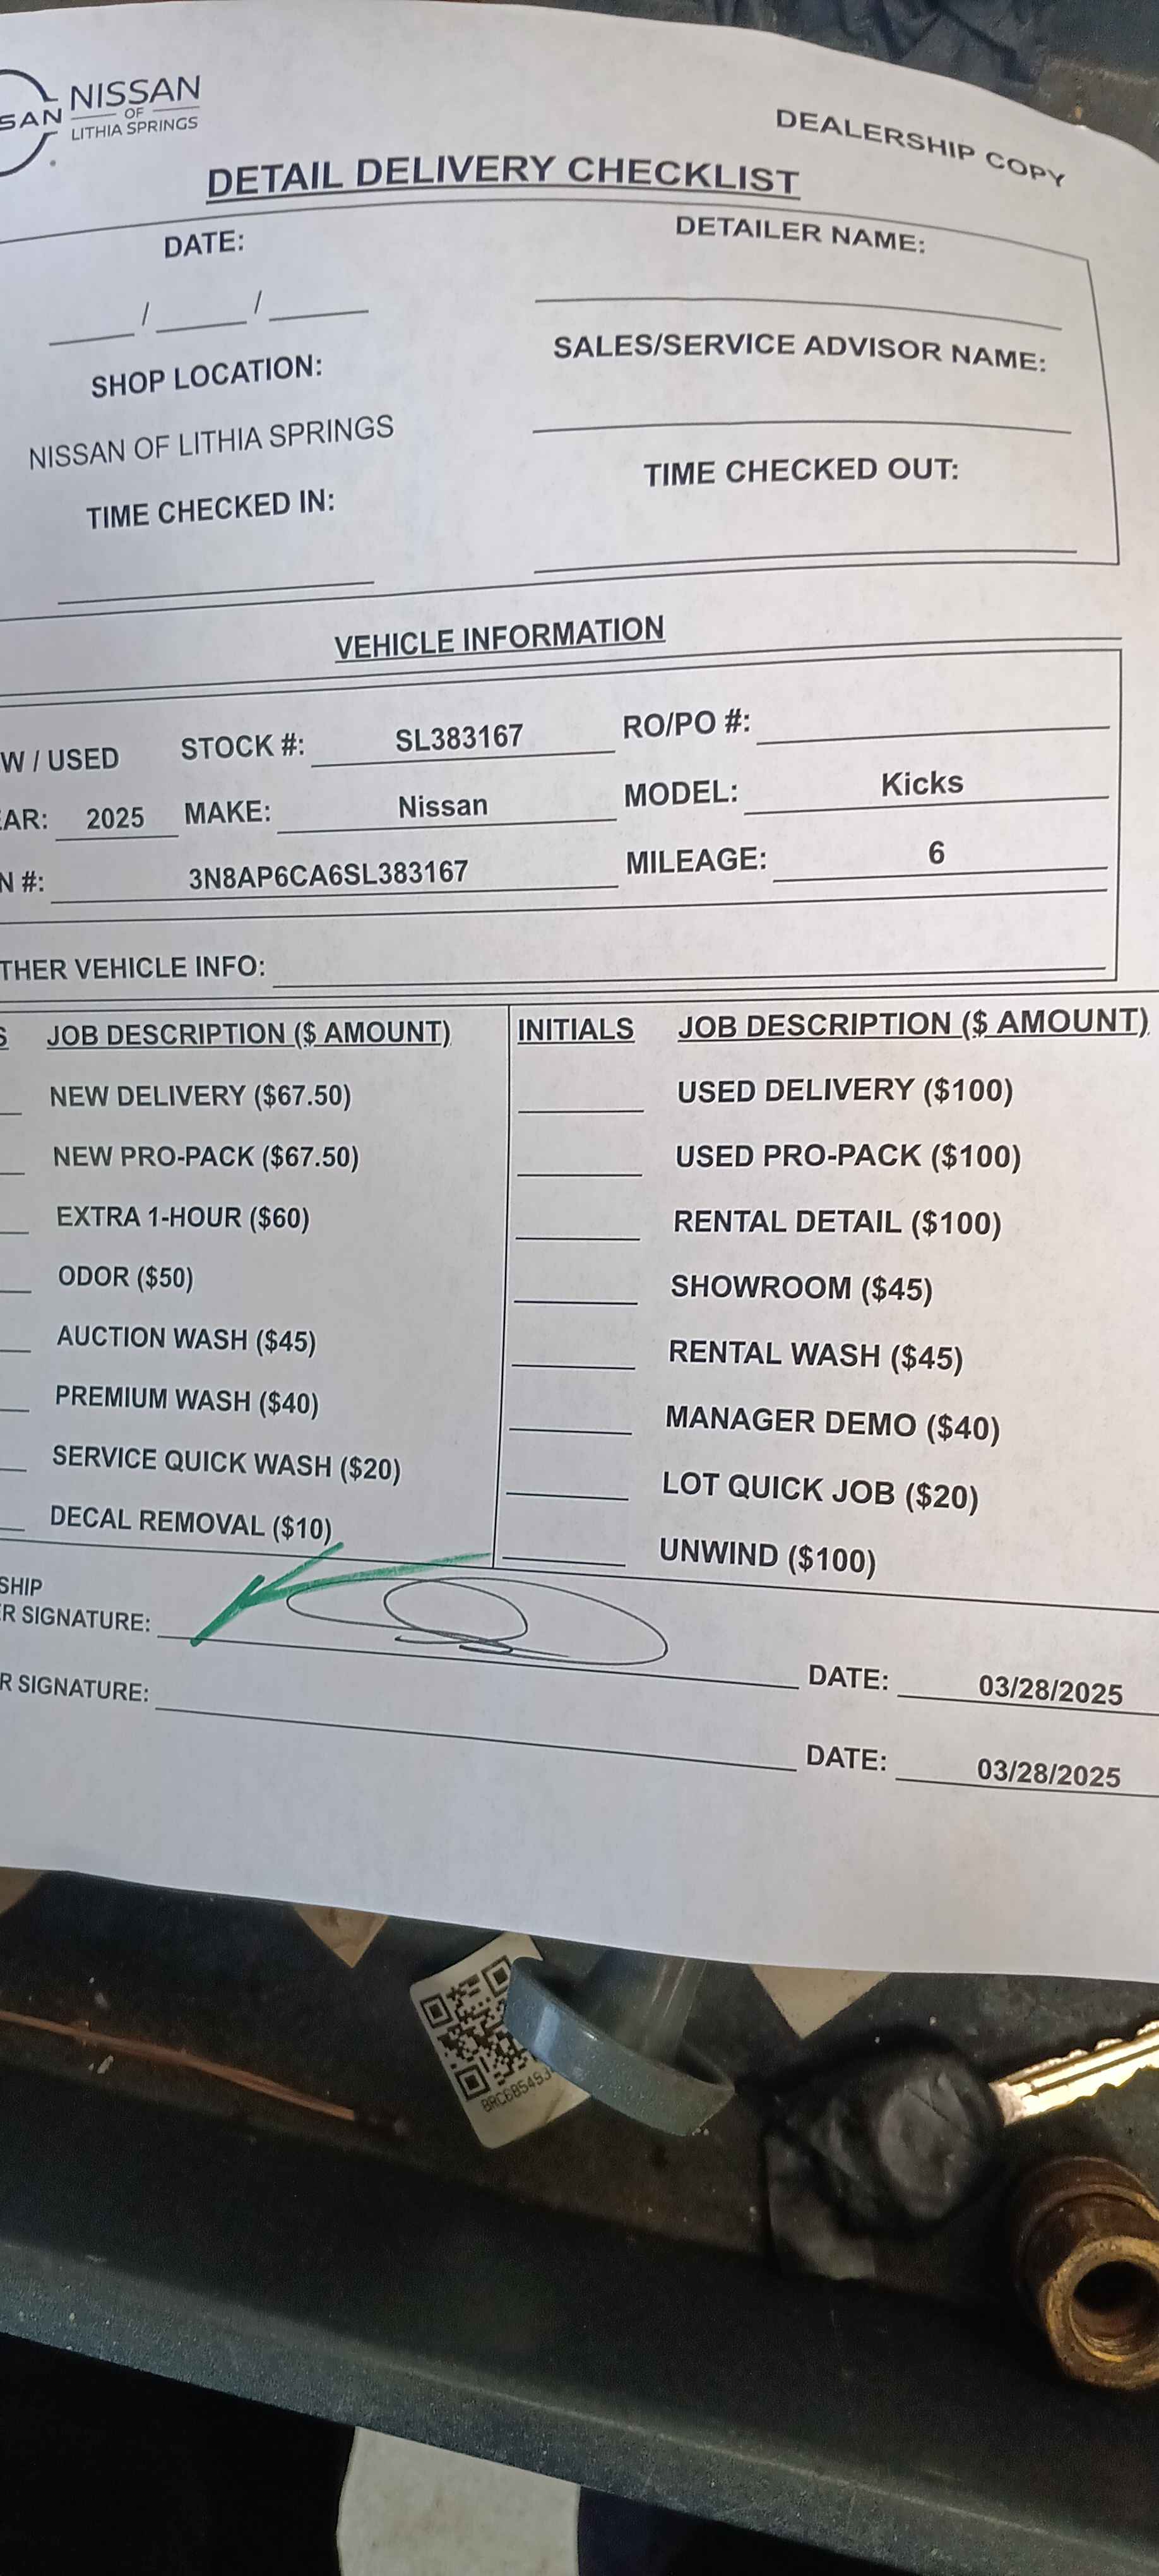 SAN
NISSAN
OF
LITHIA SPRINGS
DEALERSHIP COPY
DETAIL DELIVERY CHECKLIST
DATE: DETAILER NAME:
/ /
SHOP LOCATION: SALES/SERVICE ADVISOR NAME:
NISSAN OF LITHIA SPRINGS
TIME CHECKED IN: TIME CHECKED OUT:
VEHICLE INFORMATION
W / USED STOCK #: SL383167 RO/PO #:
EAR: 2025 MAKE: Nissan MODEL: Kicks
N #: 3N8AP6CA6SL383167 MILEAGE: 6
THER VEHICLE INFO:
S JOB DESCRIPTION ($ AMOUNT) INITIALS JOB DESCRIPTION ($ AMOUNT)
NEW DELIVERY ($67.50) USED DELIVERY ($100)
NEW PRO-PACK ($67.50) USED PRO-PACK ($100)
EXTRA 1-HOUR ($60) RENTAL DETAIL ($100)
ODOR ($50) SHOWROOM ($45)
AUCTION WASH ($45) RENTAL WASH ($45)
PREMIUM WASH ($40) MANAGER DEMO ($40)
SERVICE QUICK WASH ($20) LOT QUICK JOB ($20)
DECAL REMOVAL ($10) UNWIND ($100)
SHIP
ER SIGNATURE: DATE: 03/28/2025
R SIGNATURE: DATE: 03/28/2025